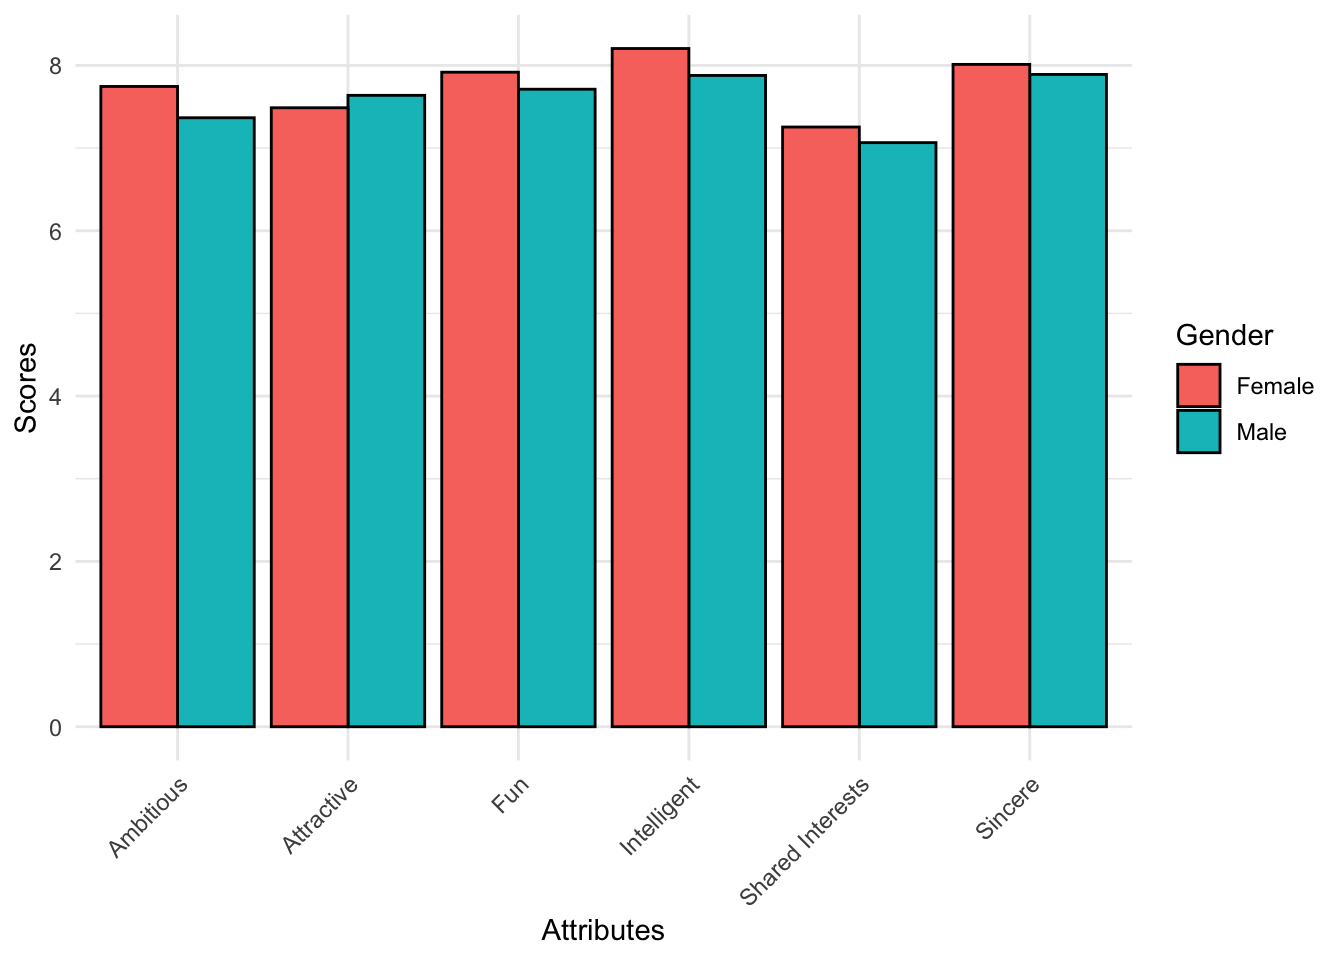 8
6
4
2
0
Scores
Ambitious
Attractive
Fun
Intelligent
Shared Interests
Sincere
Attributes
Gender
Female
Male